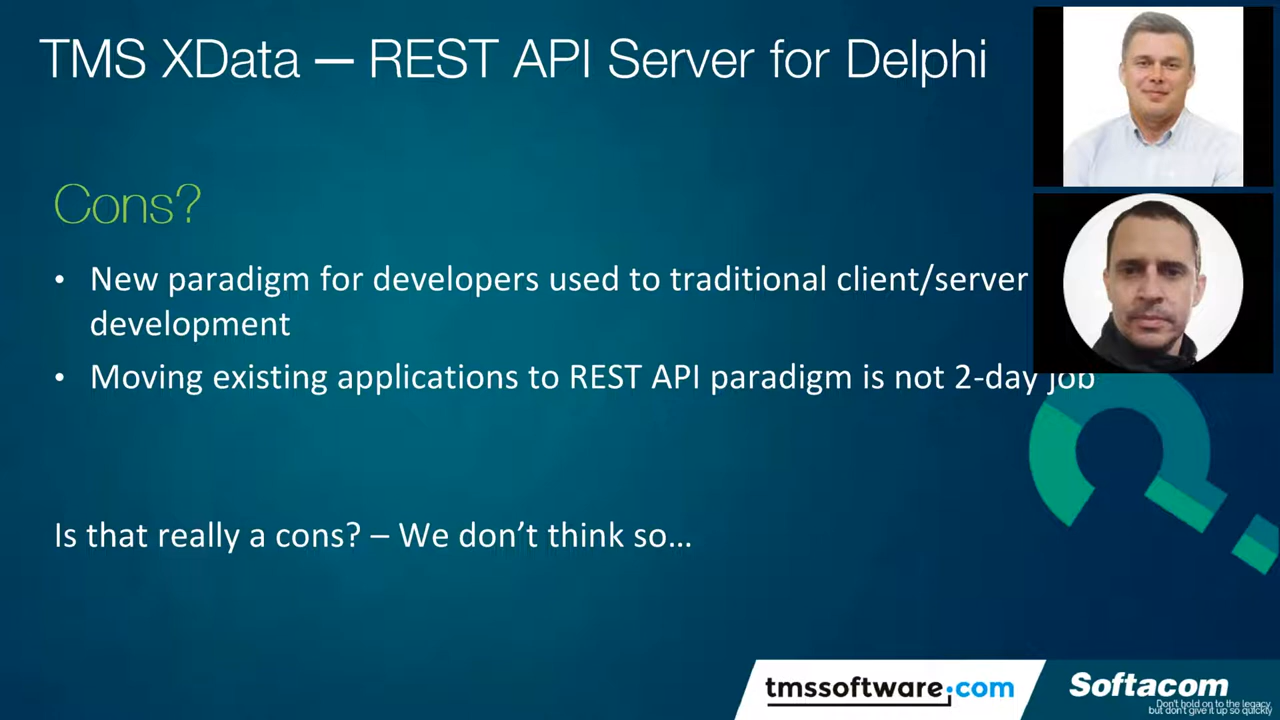 TMS XData — REST API Server for Delphi
Cons?
• New paradigm for developers used to traditional client/server
development
• Moving existing applications to REST API paradigm is not 2-day job
Is that really a cons? – We don’t think so…
tmssoftware.com
Softacom
Don't hold on to the legacy
but don't give it up so quickly